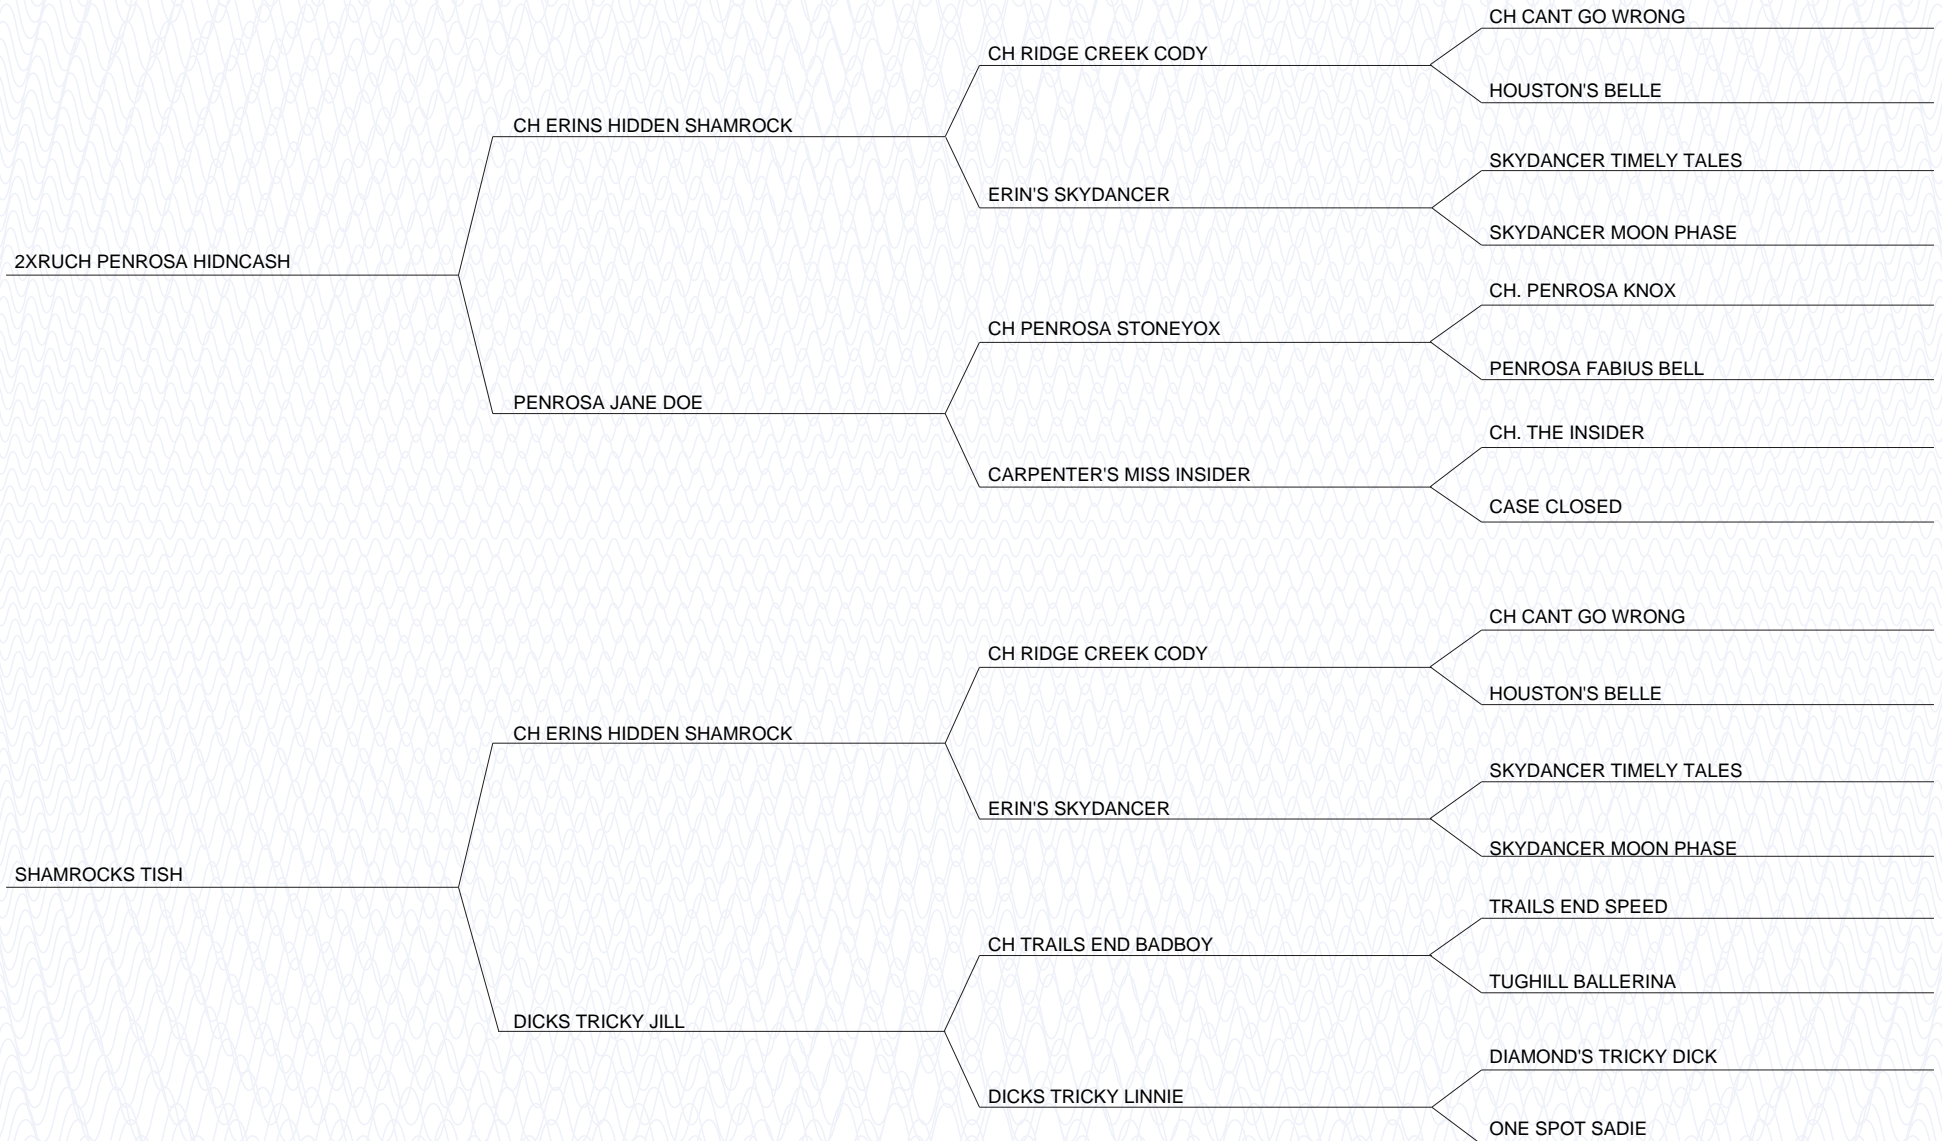 CH CANT GO WRONG
CH RIDGE CREEK CODY
HOUSTON'S BELLE
CH ERINS HIDDEN SHAMROCK
SKYDANCER TIMELY TALES
ERIN'S SKYDANCER
SKYDANCER MOON PHASE
2XRUCH PENROSA HIDNCASH
CH. PENROSA KNOX
CH PENROSA STONEYOX
PENROSA FABIUS BELL
PENROSA JANE DOE
CH. THE INSIDER
CARPENTER'S MISS INSIDER
CASE CLOSED
CH CANT GO WRONG
CH RIDGE CREEK CODY
HOUSTON'S BELLE
CH ERINS HIDDEN SHAMROCK
SKYDANCER TIMELY TALES
ERIN'S SKYDANCER
SKYDANCER MOON PHASE
SHAMROCKS TISH
TRAILS END SPEED
CH TRAILS END BADBOY
TUGHILL BALLERINA
DICKS TRICKY JILL
DIAMOND'S TRICKY DICK
DICKS TRICKY LINNIE
ONE SPOT SADIE